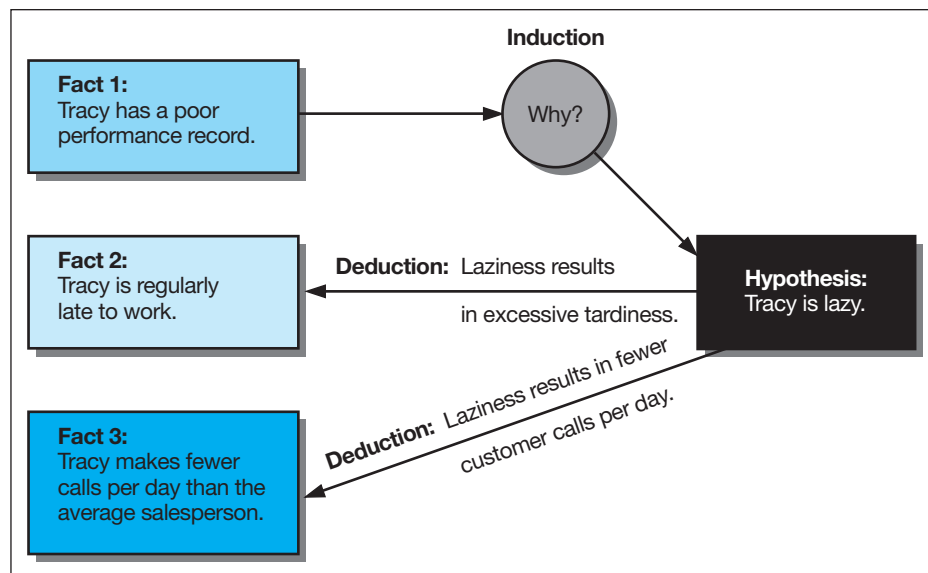 Induction
Fact 1:
Tracy has a poor
performance record.
Why?
Fact 2:
Tracy is regularly
late to work.
Deduction: Laziness results
in excessive tardiness.
Hypothesis:
Tracy is lazy.
Deduction: Laziness results in fewer
customer calls per day.
Fact 3:
Tracy makes fewer
calls per day than the
average salesperson.